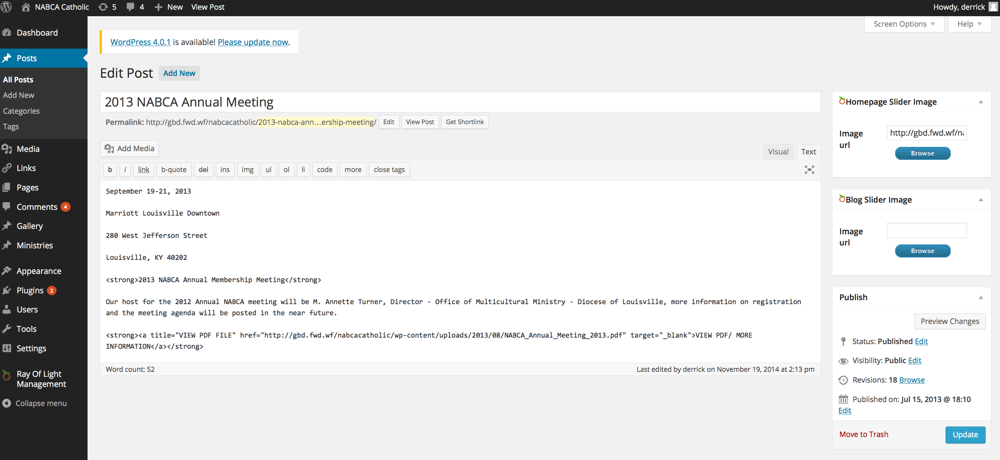 NABCA Catholic 5 4 New View Post Howdy, derrick
Dashboard
Posts
All Posts
Add New
Categories
Tags
Media
Links
Pages
Comments 4
Gallery
Ministries
Appearance
Plugins 2
Users
Tools
Settings
Ray Of Light
Management
Collapse menu
Screen Options Help
WordPress 4.0.1 is available! Please update now.
Edit Post Add New
2013 NABCA Annual Meeting
Permalink: http://gbd.fwd.wf/nabcacatholic/2013-nabca-ann…ership-meeting/ Edit View Post Get Shortlink
Add Media Visual Text
b i link b-quote del ins img ul ol li code more close tags
September 19-21, 2013
Marriott Louisville Downtown
280 West Jefferson Street
Louisville, KY 40202
<strong>2013 NABCA Annual Membership Meeting</strong>
Our host for the 2012 Annual NABCA meeting will be M. Annette Turner, Director - Office of Multicultural Ministry - Diocese of Louisville, more information on registration
and the meeting agenda will be posted in the near future.
<strong><a title="VIEW PDF FILE" href="http://gbd.fwd.wf/nabcacatholic/wp-content/uploads/2013/08/NABCA_Annual_Meeting_2013.pdf" target="_blank">VIEW PDF/ MORE
INFORMATION</a></strong>
Word count: 52 Last edited by derrick on November 19, 2014 at 2:13 pm
Homepage Slider Image
Image http://gbd.fwd.wf/na
url
Browse
Blog Slider Image
Image
url
Browse
Publish
Preview Changes
Status: Published Edit
Visibility: Public Edit
Revisions: 18 Browse
Published on: Jul 15, 2013 @ 18:10
Edit
Move to Trash Update